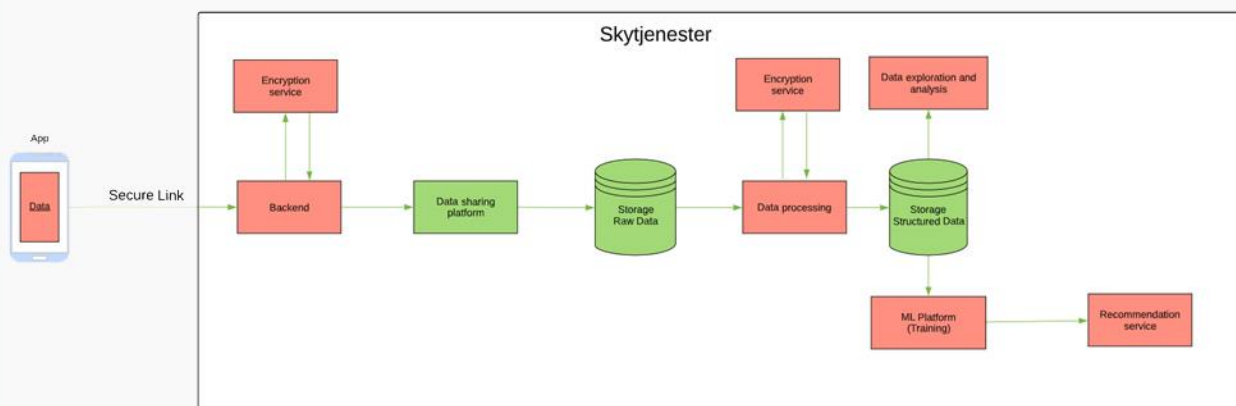 Skytjenester
Encryption
service
Encryption
service
Data exploration and
analysis
App
Data
Secure Link
Backend
Data sharing
platform
Storage
Raw Data
Data processing
Storage
Structured Data
ML Platform
(Training)
Recommendation
service